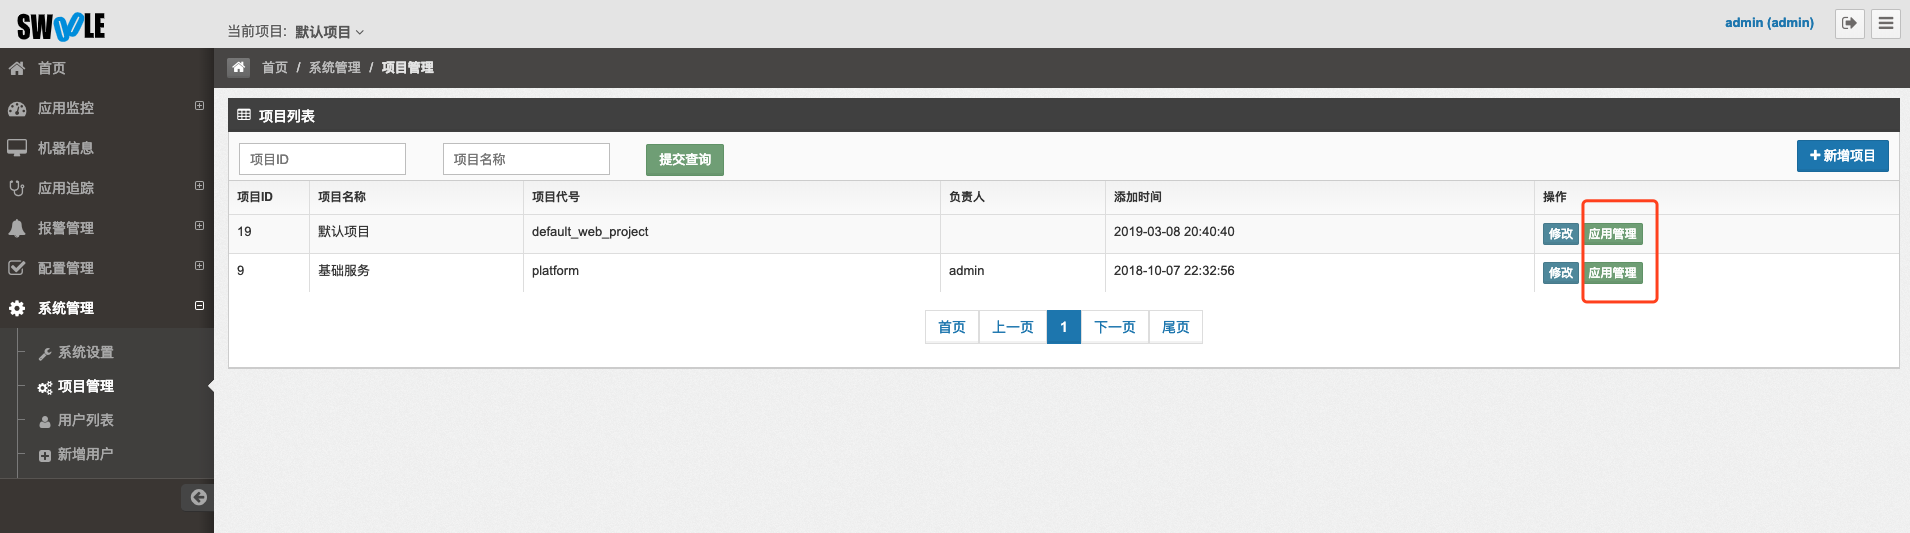 SWOOLE
当前项目: 默认项目
admin (admin)
首页
应用监控
机器信息
应用追踪
报警管理
配置管理
系统管理
系统设置
项目管理
用户列表
新增用户
首页 / 系统管理 / 项目管理
项目列表
项目ID 项目名称 提交查询 新增项目
项目ID 项目名称 项目代号 负责人 添加时间 操作
19 默认项目 default_web_project 2019-03-08 20:40:40 修改 应用管理
9 基础服务 platform admin 2018-10-07 22:32:56 修改 应用管理
首页 上一页 1 下一页 尾页